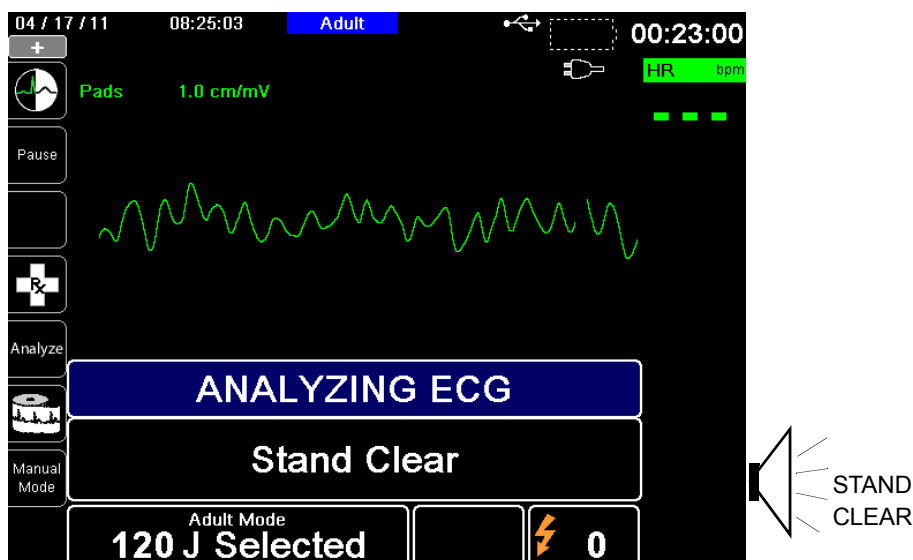 04 / 17 / 11 08:25:03 Adult 00:23:00
+
HR bpm
Pads 1.0 cm/mV
- - -
Pause
Rx
Analyze
ANALYZING ECG
Stand Clear
Manual
Mode
Adult Mode
120 J Selected
0
STAND
CLEAR